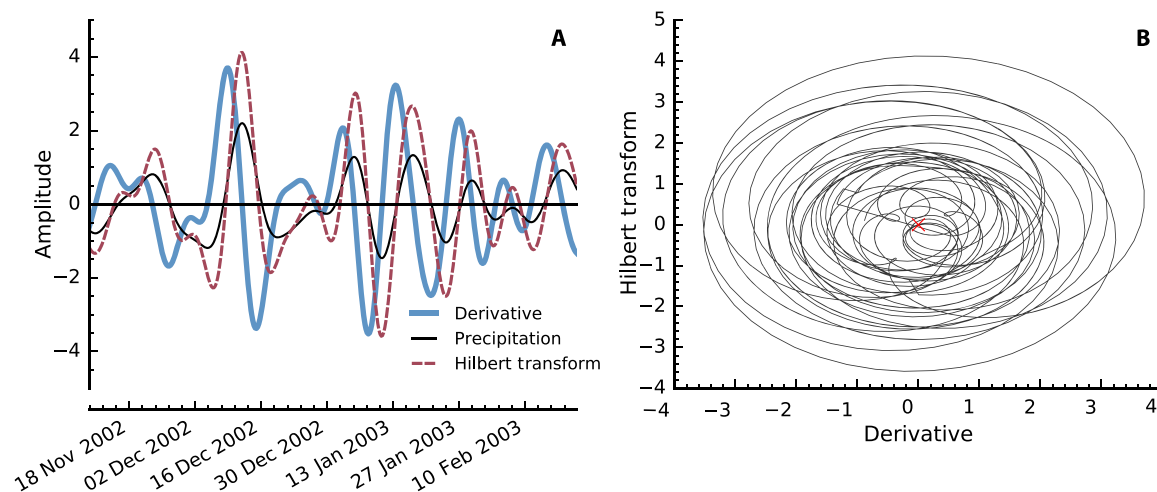 A
Amplitude
4
2
0
−2
−4
Derivative
Precipitation
Hilbert transform
18 Nov 2002
02 Dec 2002
16 Dec 2002
30 Dec 2002
13 Jan 2003
27 Jan 2003
10 Feb 2003
B
Hilbert transform
5
4
3
2
1
0
−1
−2
−3
−4
−4 −3 −2 −1 0 1 2 3 4
Derivative